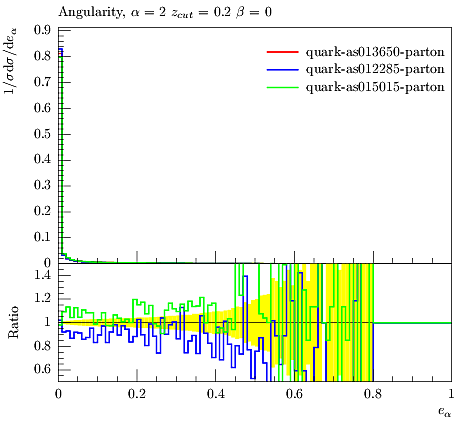 Angularity, α = 2 z_cut = 0.2 β = 0
1/σ dσ/de_α
quark-as013650-parton
quark-as012285-parton
quark-as015015-parton
0.9
0.8
0.7
0.6
0.5
0.4
0.3
0.2
0.1
0
Ratio
1.4
1.2
1
0.8
0.6
0 0.2 0.4 0.6 0.8 1
e_α